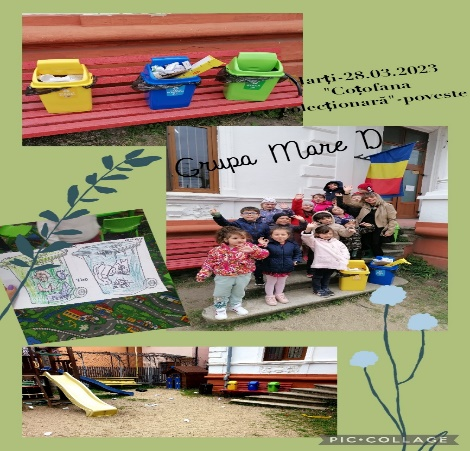 Marți-28.03.2023
"Coțofana
colecționară"-poveste
Grupa Mare D
PIC•COLLAGE